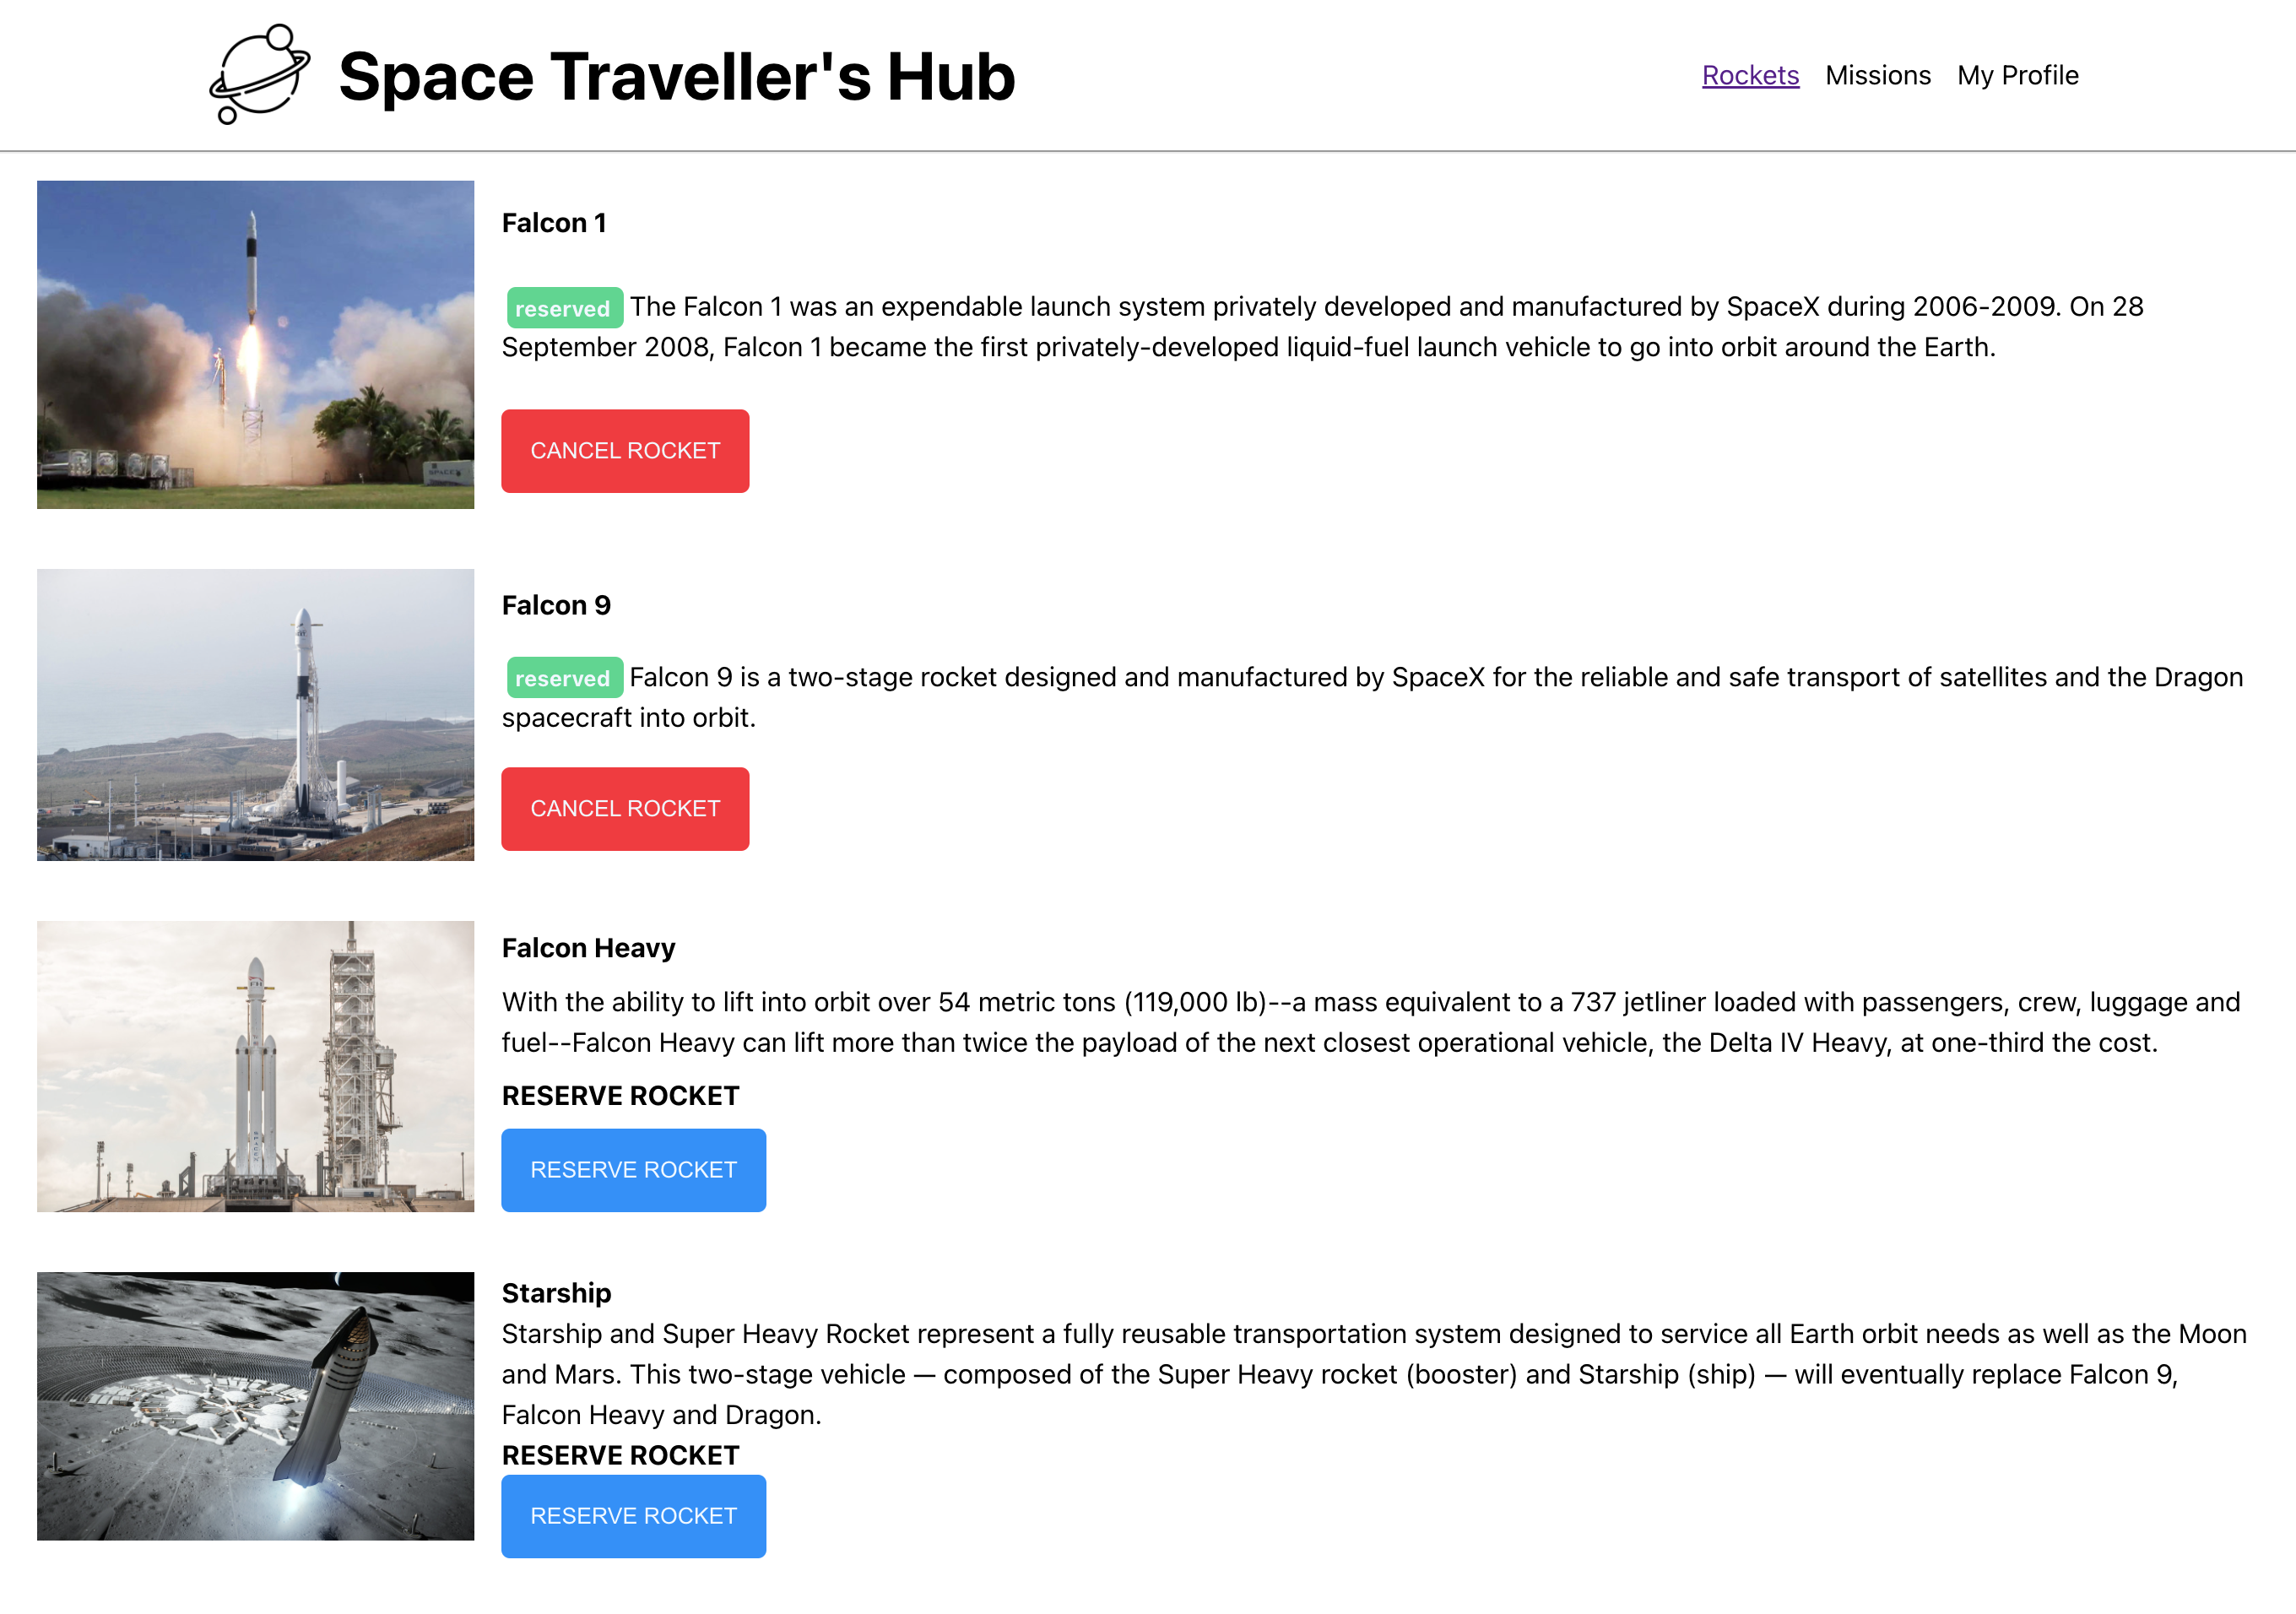 Space Traveller's Hub
Rockets Missions My Profile
Falcon 1
reserved The Falcon 1 was an expendable launch system privately developed and manufactured by SpaceX during 2006-2009. On 28
September 2008, Falcon 1 became the first privately-developed liquid-fuel launch vehicle to go into orbit around the Earth.
CANCEL ROCKET
Falcon 9
reserved Falcon 9 is a two-stage rocket designed and manufactured by SpaceX for the reliable and safe transport of satellites and the Dragon
spacecraft into orbit.
CANCEL ROCKET
Falcon Heavy
With the ability to lift into orbit over 54 metric tons (119,000 lb)--a mass equivalent to a 737 jetliner loaded with passengers, crew, luggage and
fuel--Falcon Heavy can lift more than twice the payload of the next closest operational vehicle, the Delta IV Heavy, at one-third the cost.
RESERVE ROCKET
RESERVE ROCKET
Starship
Starship and Super Heavy Rocket represent a fully reusable transportation system designed to service all Earth orbit needs as well as the Moon
and Mars. This two-stage vehicle — composed of the Super Heavy rocket (booster) and Starship (ship) — will eventually replace Falcon 9,
Falcon Heavy and Dragon.
RESERVE ROCKET
RESERVE ROCKET